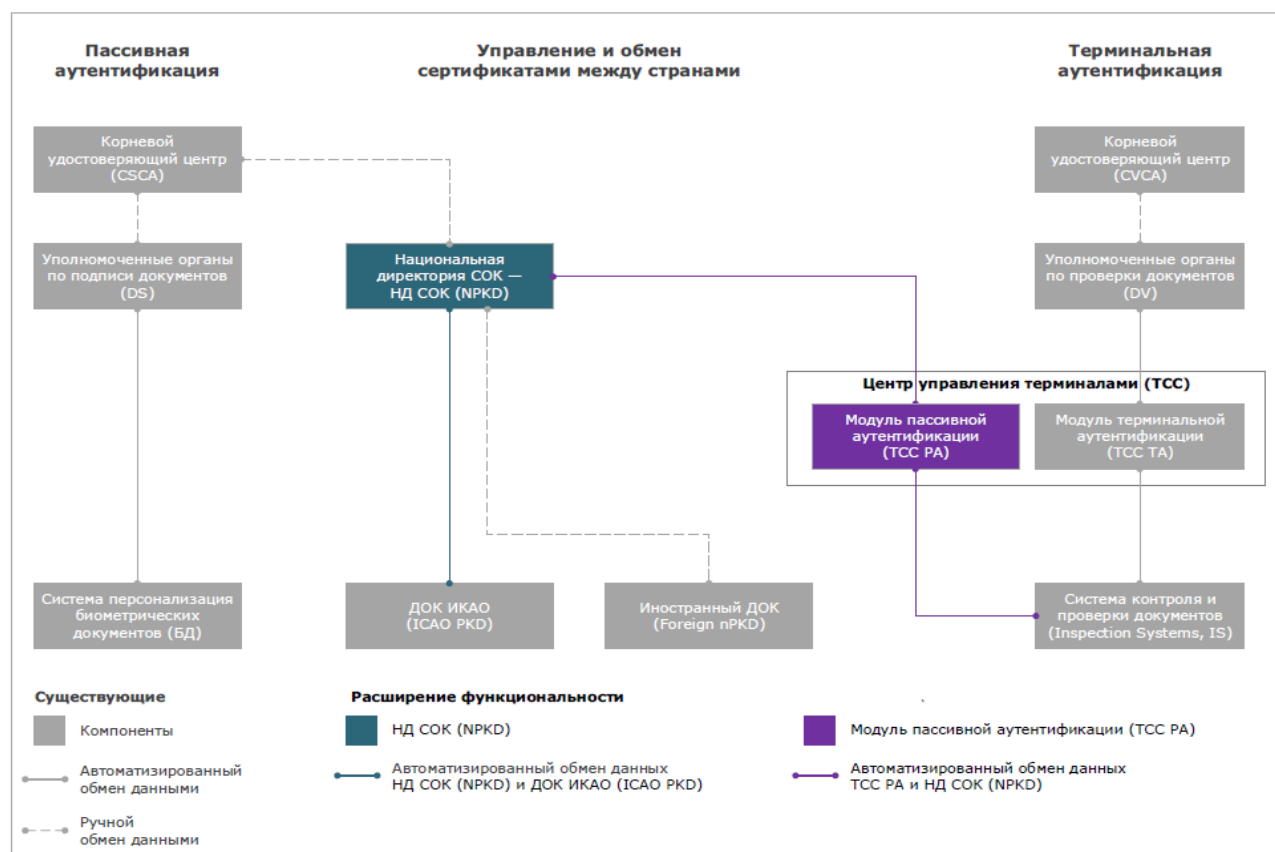 Пассивная
аутентификация
Управление и обмен
сертификатами между странами
Терминальная
аутентификация
Корневой
удостоверяющий центр
(CSCA)
Корневой
удостоверяющий центр
(CVCA)
Уполномоченные органы
по подписи документов
(DS)
Национальная
директория СОК —
НД СОК (NPKD)
Уполномоченные органы
по проверки документов
(DV)
Центр управления терминалами (TCC)
Модуль пассивной
аутентификации
(TCC PA)
Модуль терминальной
аутентификации
(TCC TA)
Система персонализация
биометрических
документов (БД)
ДОК ИКАО
(ICAO PKD)
Иностранный ДОК
(Foreign nPKD)
Система контроля и
проверки документов
(Inspection Systems, IS)
Существующие
Компоненты
Автоматизированный
обмен данными
Ручной
обмен данными
Расширение функциональности
НД СОК (NPKD)
Автоматизированный обмен данных
НД СОК (NPKD) и ДОК ИКАО (ICAO PKD)
Модуль пассивной аутентификации (TCC PA)
Автоматизированный обмен данных
TCC PA и НД СОК (NPKD)